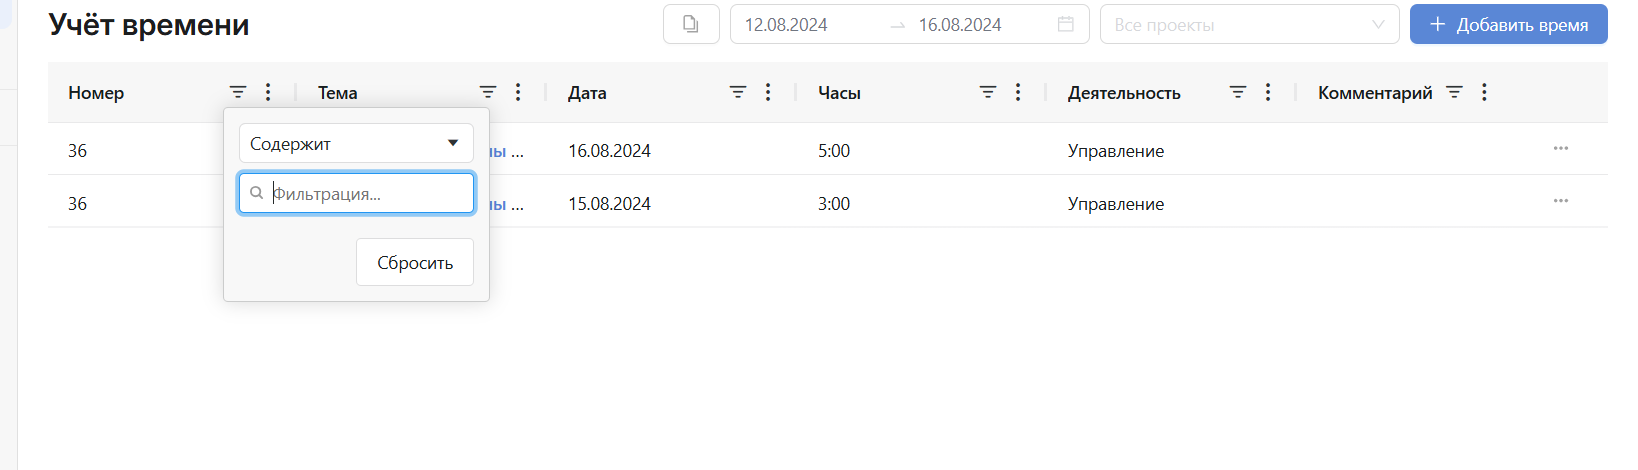 Учёт времени
12.08.2024 → 16.08.2024 Все проекты + Добавить время
Номер Тема Дата Часы Деятельность Комментарий
Содержит
36 ... 16.08.2024 5:00 Управление ...
Фильтрация...
36 ... 15.08.2024 3:00 Управление ...
Сбросить